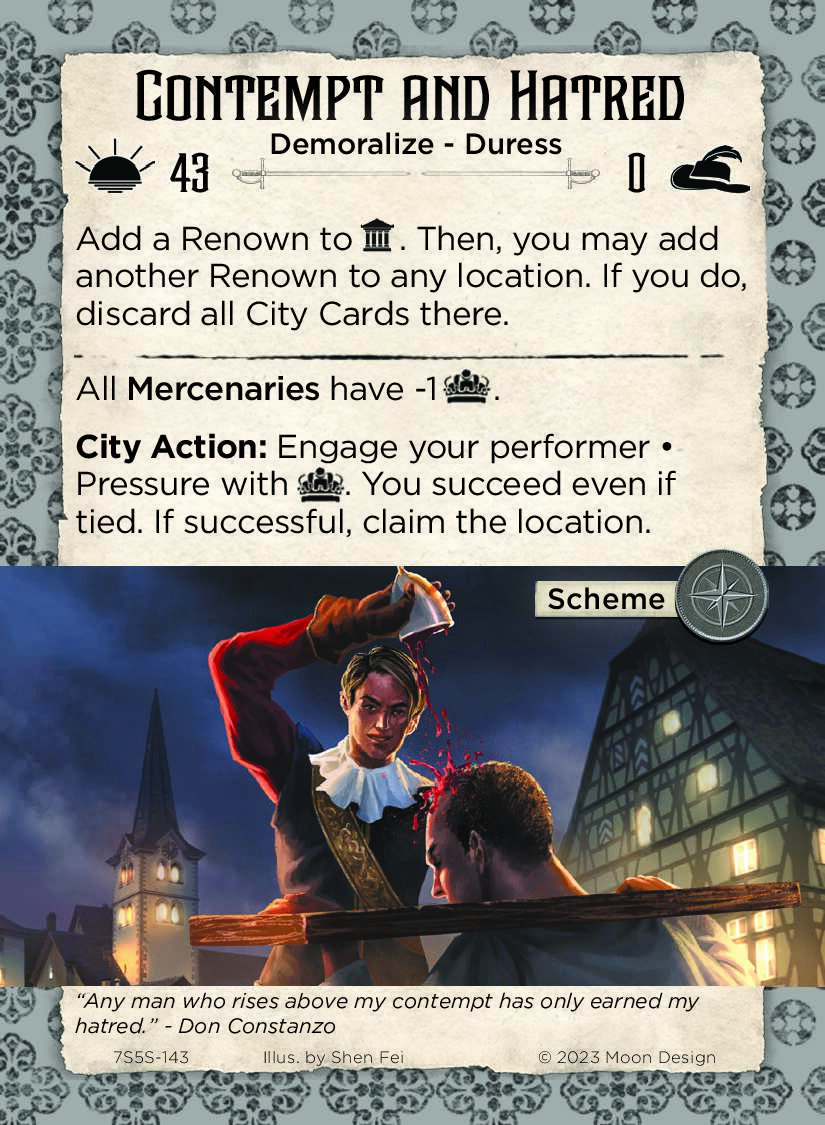 Contempt and Hatred
Demoralize - Duress
43
0
Add a Renown to . Then, you may add
another Renown to any location. If you do,
discard all City Cards there.
All Mercenaries have -1 .
City Action: Engage your performer •
Pressure with . You succeed even if
tied. If successful, claim the location.
Scheme
“Any man who rises above my contempt has only earned my
hatred.” - Don Constanzo
7S5S-143 Illus. by Shen Fei © 2023 Moon Design